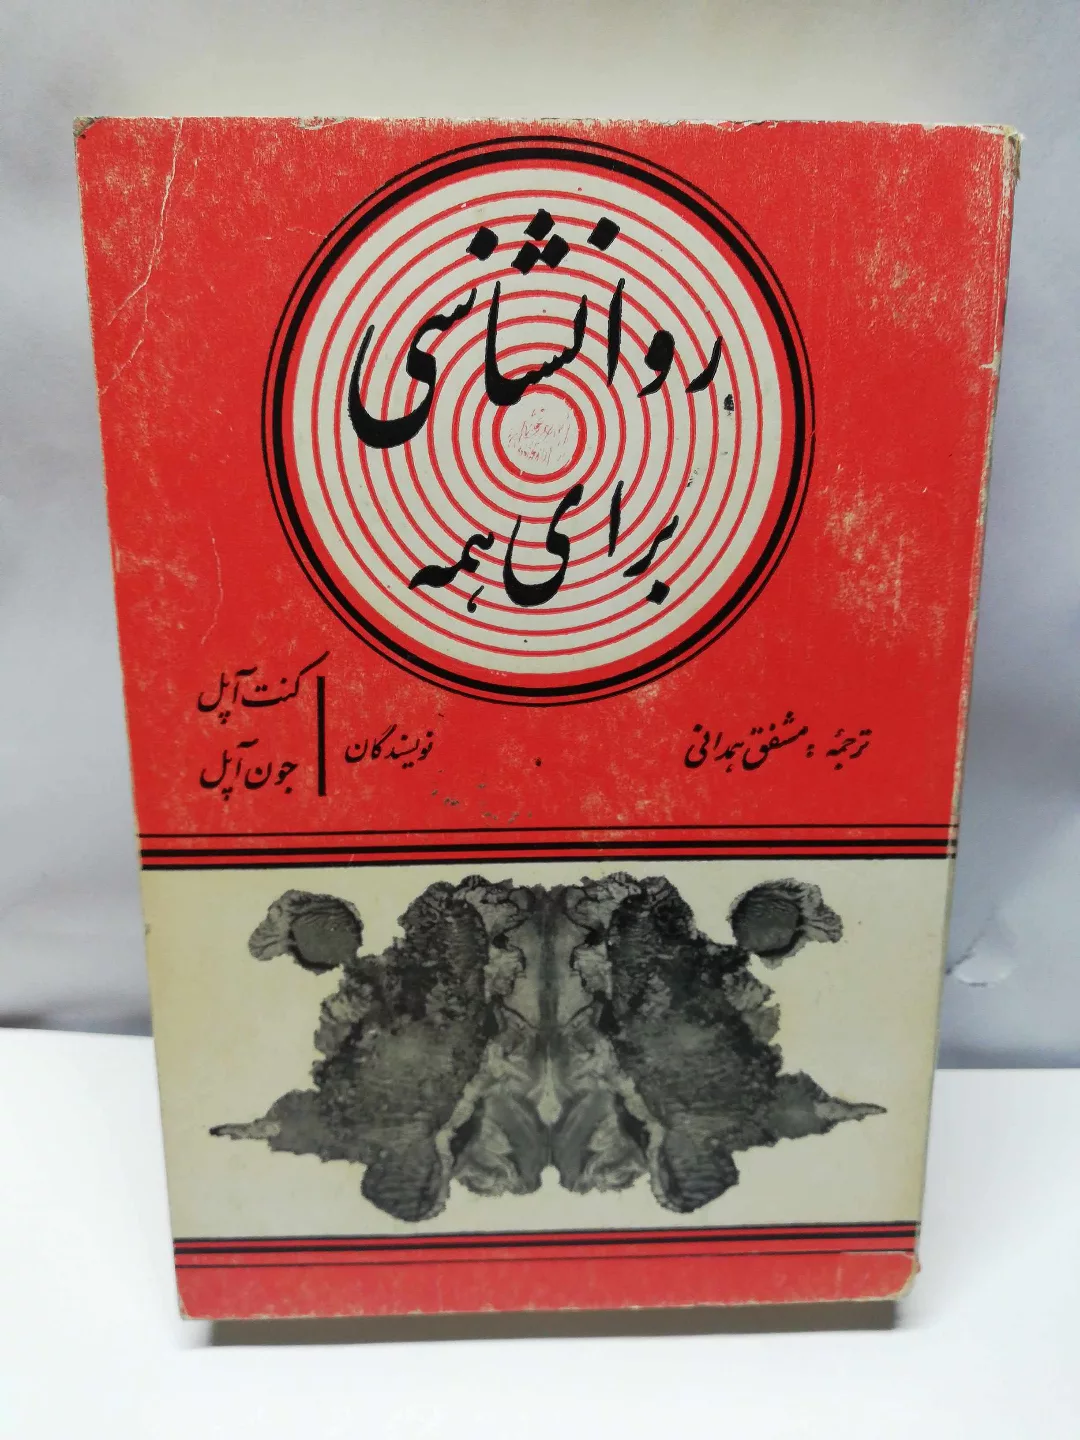 روانشناسی
برای همه
ترجمهٔ : مشفق همدانی
نویسندگان
کنت آپل
جون آپل